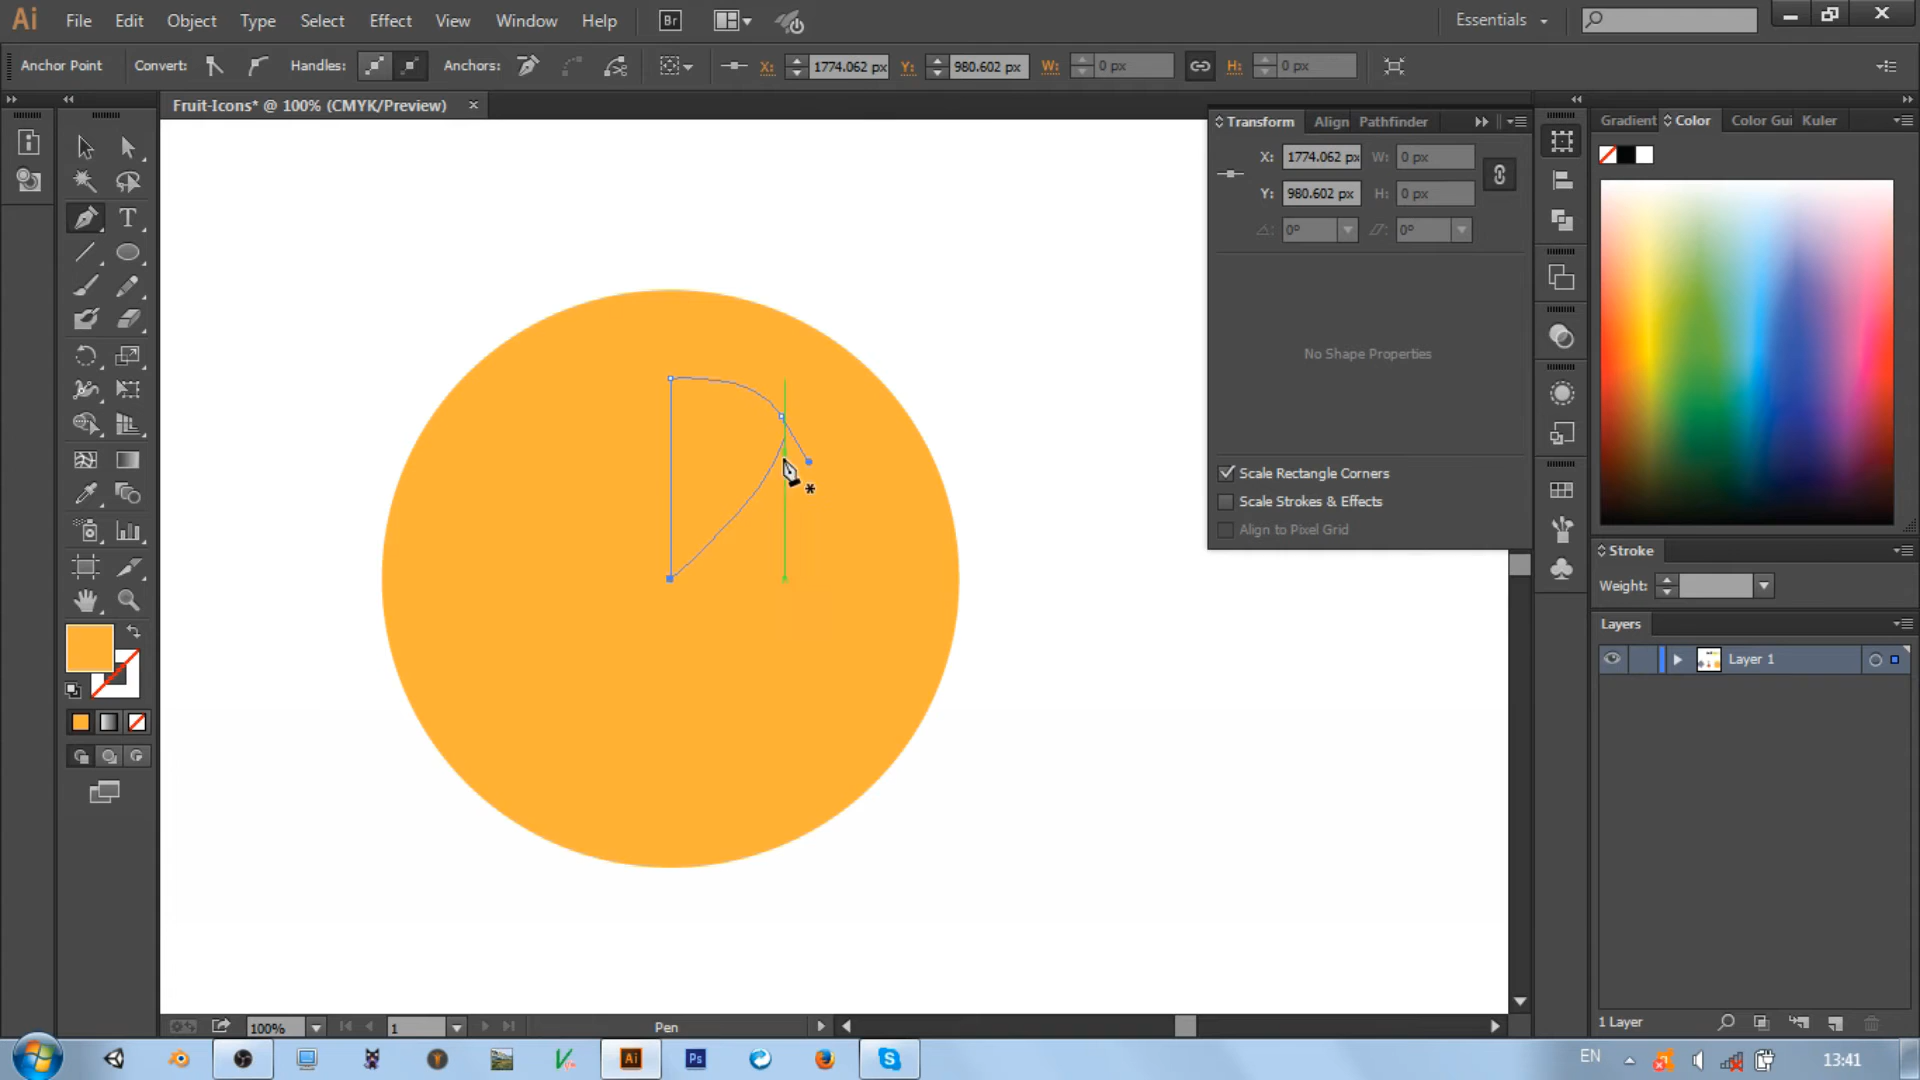 Ai File Edit Object Type Select Effect View Window Help Br Essentials
Anchor Point Convert: Handles: Anchors: X: 1774.062 px Y: 980.602 px W: 0 px H: 0 px
Fruit-Icons* @ 100% (CMYK/Preview)
Transform Align Pathfinder
X: 1774.062 px W: 0 px
Y: 980.602 px H: 0 px
0° 0°
No Shape Properties
Scale Rectangle Corners
Scale Strokes & Effects
Align to Pixel Grid
Gradient Color Color Gui Kuler
Stroke
Weight:
Layers
Layer 1
1 Layer
100% 1 Pen
Ai Ps EN 13:41